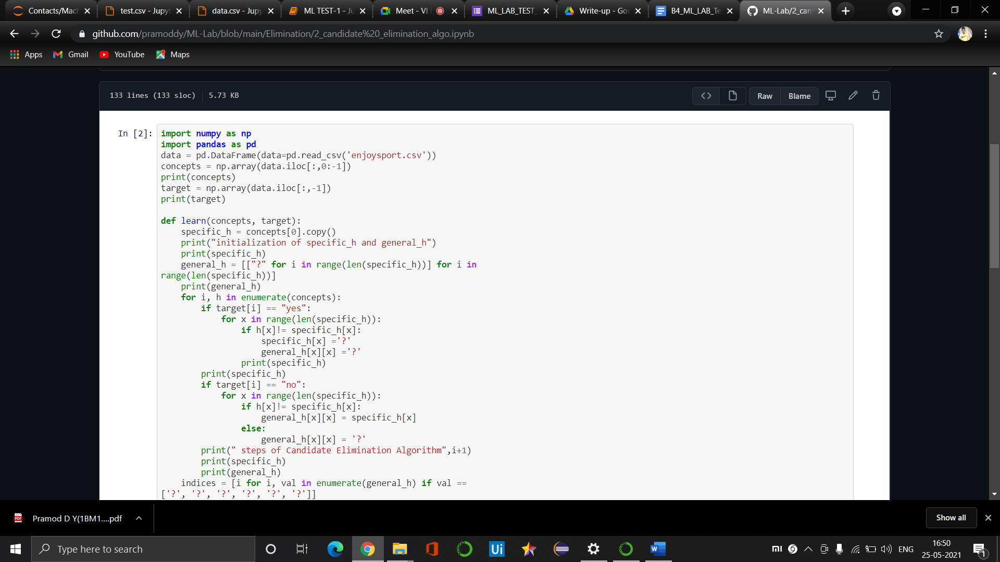 Contacts/Mach
test.csv - Jupyt
data.csv - Jupy
ML TEST-1 - Ju
Meet - VI
ML_LAB_TEST_
Write-up - Goo
B4_ML_LAB_Te
ML-Lab/2_can
github.com/pramoddy/ML-Lab/blob/main/Elimination/2_candidate%20_elimination_algo.ipynb
Apps
Gmail
YouTube
Maps
133 lines (133 sloc) 5.73 KB
Raw
Blame
In [2]:
import numpy as np
import pandas as pd
data = pd.DataFrame(data=pd.read_csv('enjoysport.csv'))
concepts = np.array(data.iloc[:,0:-1])
print(concepts)
target = np.array(data.iloc[:,-1])
print(target)
def learn(concepts, target):
    specific_h = concepts[0].copy()
    print("initialization of specific_h and general_h")
    print(specific_h)
    general_h = [["?" for i in range(len(specific_h))] for i in
range(len(specific_h))]
    print(general_h)
    for i, h in enumerate(concepts):
        if target[i] == "yes":
            for x in range(len(specific_h)):
                if h[x]!= specific_h[x]:
                    specific_h[x] ='?'
                    general_h[x][x] ='?'
                print(specific_h)
        print(specific_h)
        if target[i] == "no":
            for x in range(len(specific_h)):
                if h[x]!= specific_h[x]:
                    general_h[x][x] = specific_h[x]
                else:
                    general_h[x][x] = '?'
        print(" steps of Candidate Elimination Algorithm",i+1)
        print(specific_h)
        print(general_h)
    indices = [i for i, val in enumerate(general_h) if val ==
['?', '?', '?', '?', '?', '?']]
PDF
Pramod D Y(1BM1....pdf
Show all
Type here to search
Ui
W
mi
ENG
16:50
25-05-2021
1